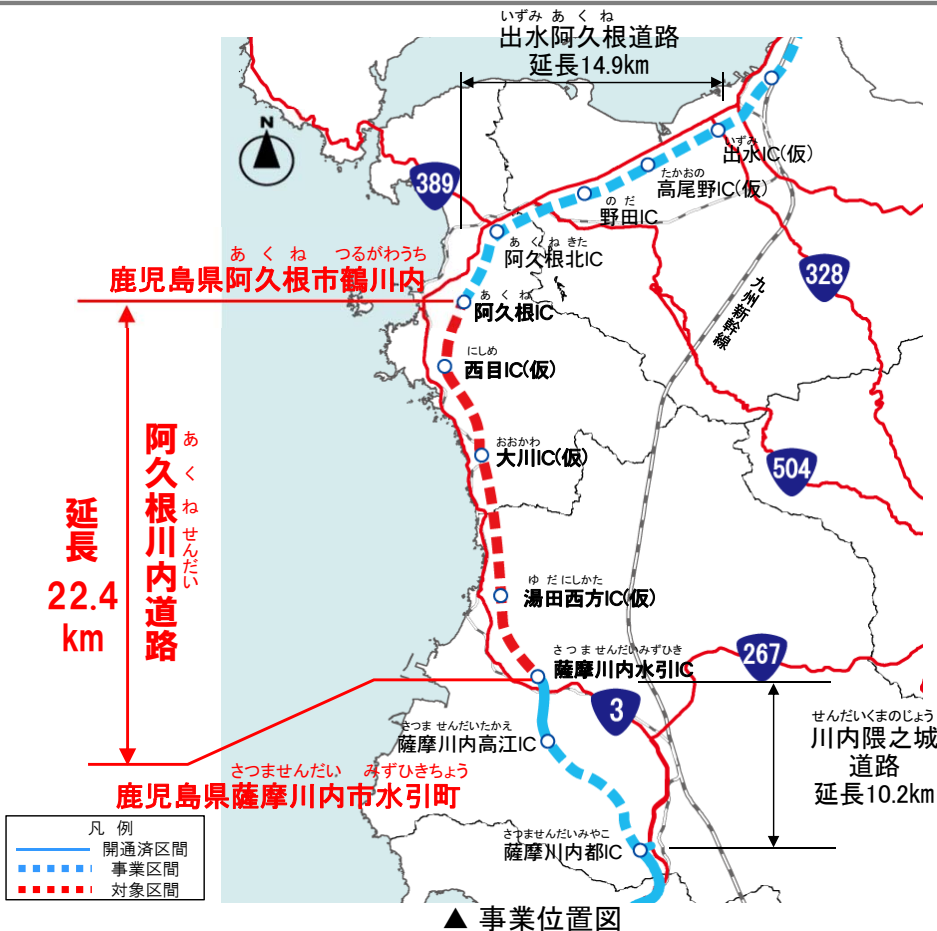 いずみ あくね
出水阿久根道路
延長14.9km
N
389
いずみ
出水IC(仮)
たかおの
高尾野IC(仮)
のだ
野田IC
あくねきた
阿久根北IC
328
九州新幹線
あくね つるがわうち
鹿児島県阿久根市鶴川内
あくね
阿久根IC
にしめ
西目IC(仮)
おおかわ
大川IC(仮)
504
阿久根川内道路
あくねせんだい
延長
22.4
km
ゆだにしかた
湯田西方IC(仮)
さつませんだいみずひき
薩摩川内水引IC
267
3
さつませんだいたかえ
薩摩川内高江IC
せんだいくまのじょう
川内隈之城
道路
延長10.2km
さつませんだい みずひきちょう
鹿児島県薩摩川内市水引町
さつませんだいみやこ
薩摩川内都IC
凡 例
開通済区間
事業区間
対象区間
▲ 事業位置図